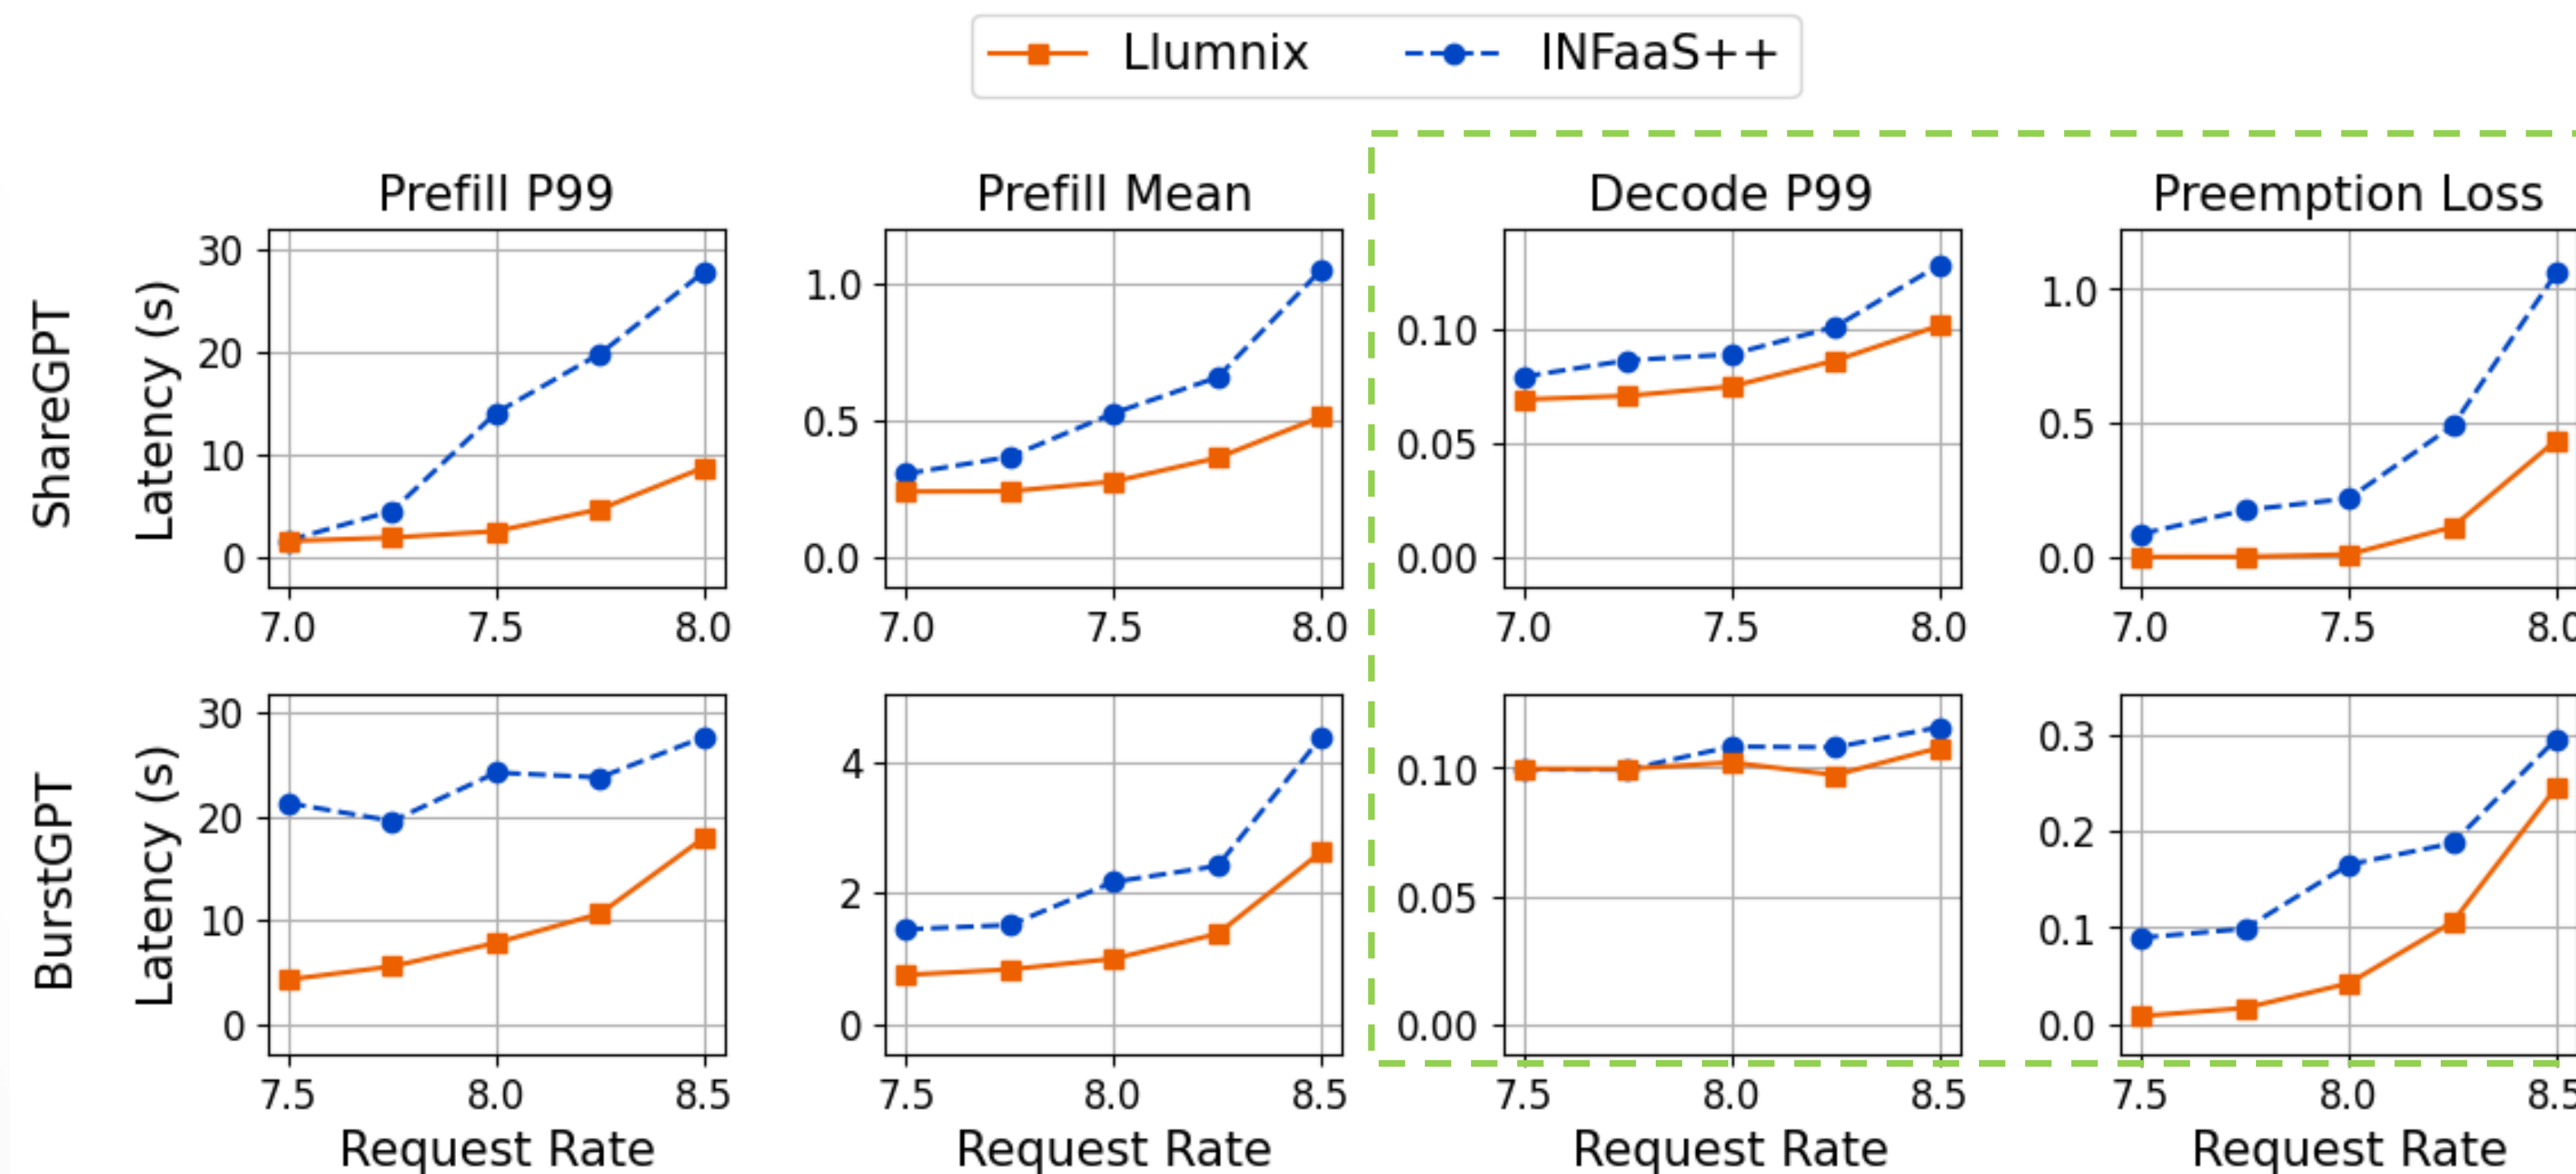 Llumnix INFaaS++
Prefill P99 Prefill Mean Decode P99 Preemption Loss
ShareGPT
Latency (s)
30
20
10
0
7.0 7.5 8.0
1.0
0.5
0.0
7.0 7.5 8.0
0.10
0.05
0.00
7.0 7.5 8.0
1.0
0.5
0.0
7.0 7.5 8.0
BurstGPT
Latency (s)
30
20
10
0
7.5 8.0 8.5
Request Rate
4
2
0
7.5 8.0 8.5
Request Rate
0.10
0.05
0.00
7.5 8.0 8.5
Request Rate
0.3
0.2
0.1
0.0
7.5 8.0 8.5
Request Rate